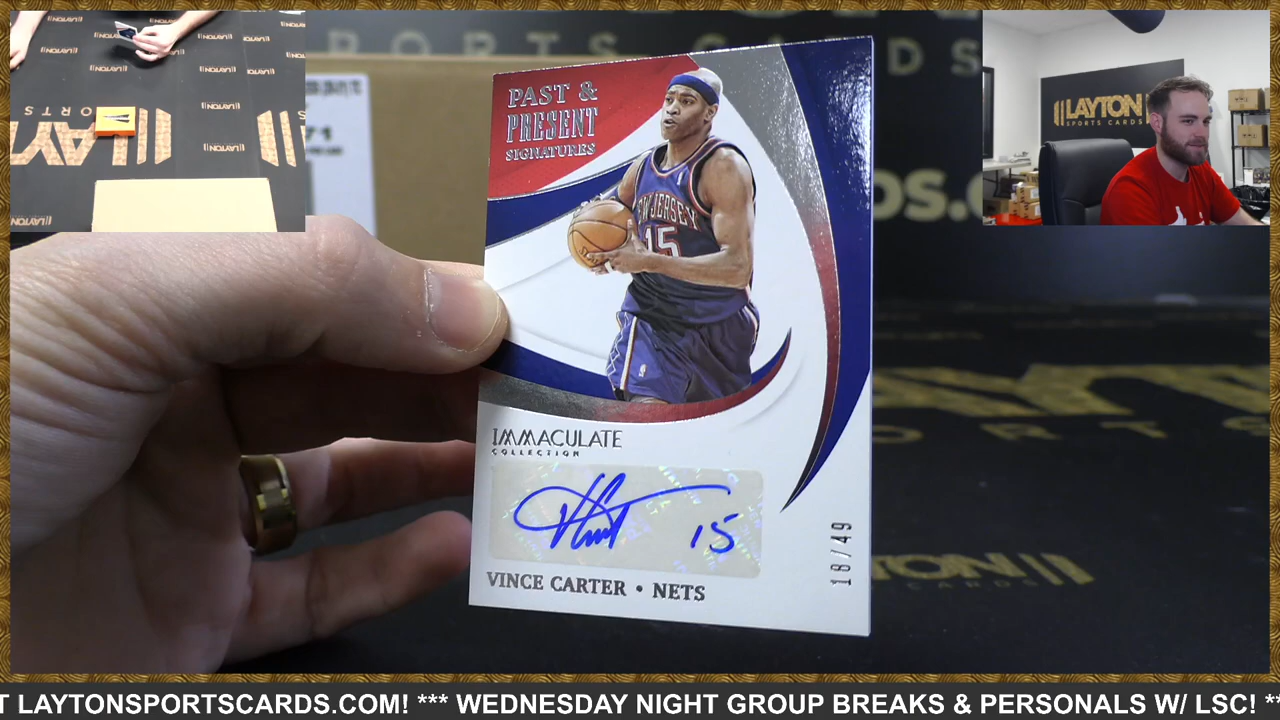 PAST &
PRESENT
SIGNATURES
NEW JERSEY
15
IMMACULATE
COLLECTION
15
VINCE CARTER • NETS
18/49
LAYTON
SPORTS CARDS
T LAYTONSPORTSCARDS.COM! *** WEDNESDAY NIGHT GROUP BREAKS & PERSONALS W/ LSC! **